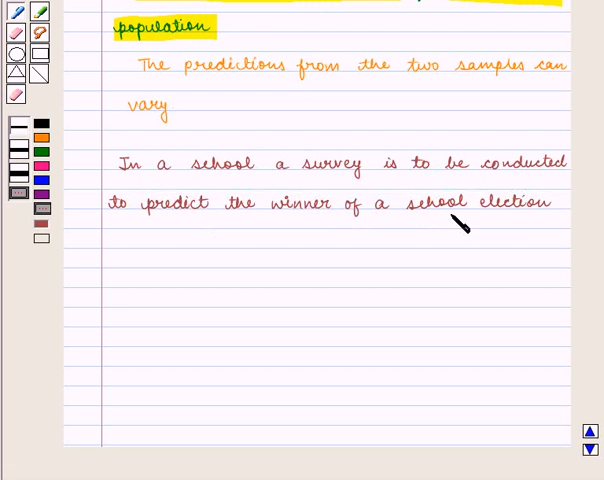 population
The predictions from the two samples can
vary
In a school a survey is to be conducted
to predict the winner of a school election